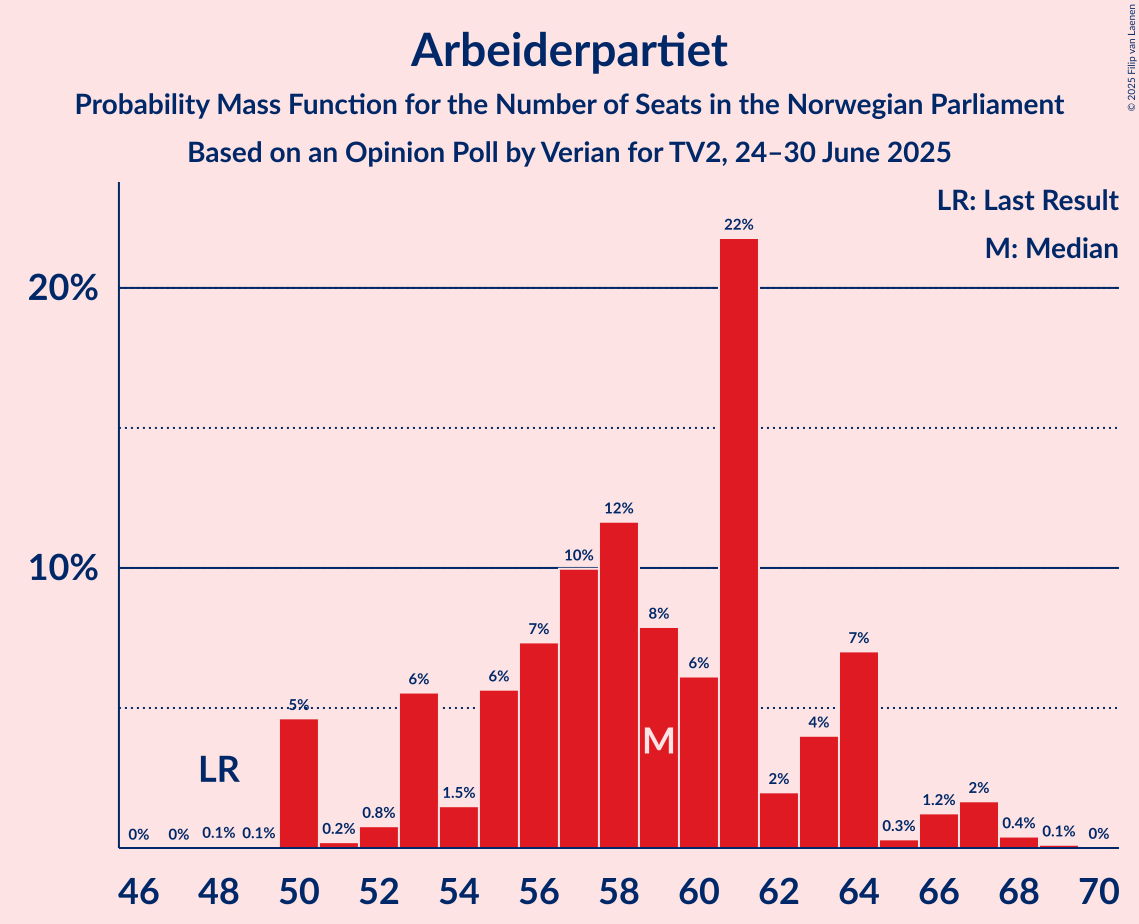 Arbeiderpartiet
Probability Mass Function for the Number of Seats in the Norwegian Parliament
Based on an Opinion Poll by Verian for TV2, 24–30 June 2025
© 2025 Filip van Laenen
LR: Last Result
M: Median
20%
10%
0% 0% 0.1% 0.1% 5% 0.2% 0.8% 6% 1.5% 6% 7% 10% 12% 8% 6% 22% 2% 4% 7% 0.3% 1.2% 2% 0.4% 0.1% 0%
LR
M
46 48 50 52 54 56 58 60 62 64 66 68 70